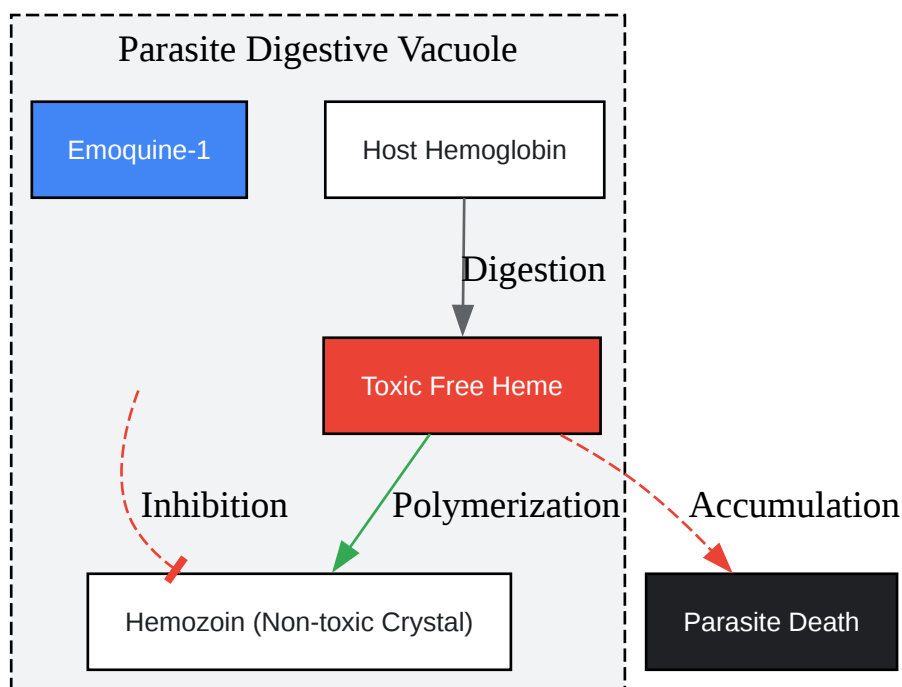 Parasite Digestive Vacuole
Emoquine-1
Host Hemoglobin
Digestion
Toxic Free Heme
Inhibition
Polymerization
Accumulation
Hemozoin (Non-toxic Crystal)
Parasite Death